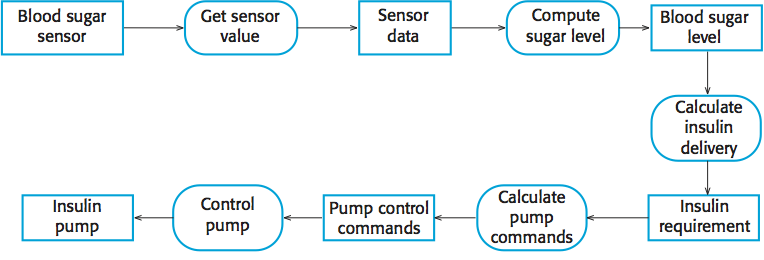 Blood sugar
sensor
Get sensor
value
Sensor
data
Compute
sugar level
Blood sugar
level
Calculate
insulin
delivery
Insulin
requirement
Calculate
pump
commands
Pump control
commands
Control
pump
Insulin
pump